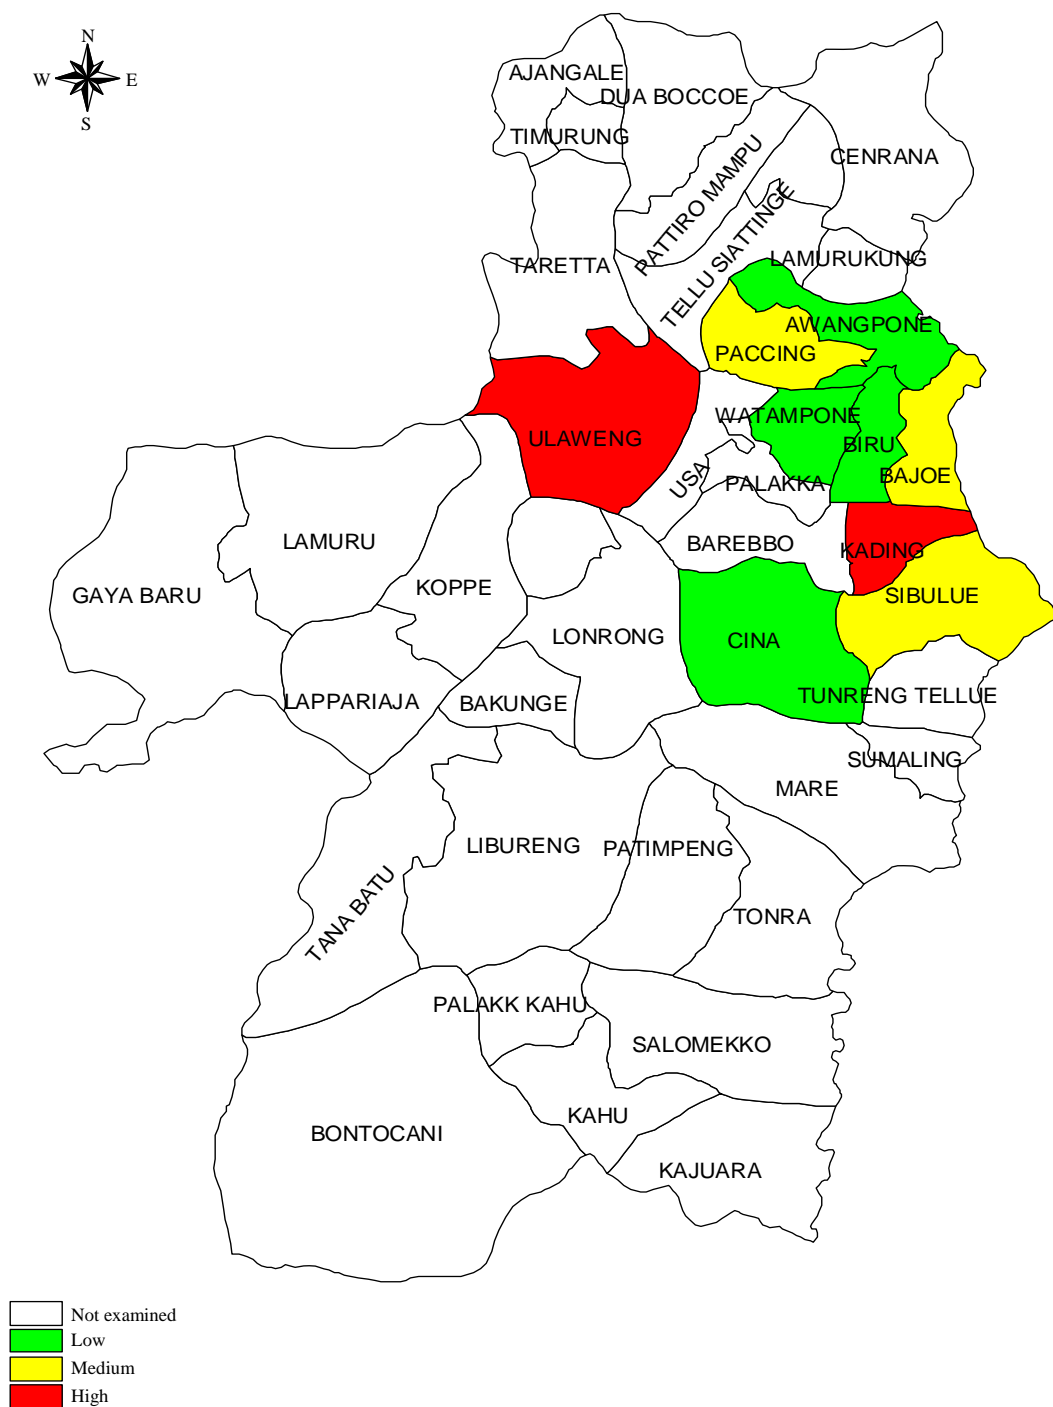 N
W E
S
AJANGALE
DUA BOCCOE
TIMURUNG
CENRANA
PATTIRO MAMPU
TELLU SIATTINGE
TARETTA
LAMURUKUNG
AWANGPONE
PACCING
WATAMPONE
ULAWENG
BIRU
BAJOE
USA
PALAKKA
LAMURU
BAREBBO
KADING
GAYA BARU
KOPPE
SIBULUE
LONRONG
CINA
LAPPARIAJA
BAKUNGE
TUNRENG TELLUE
SUMALING
MARE
LIBURENG
PATIMPENG
TANA BATU
TONRA
PALAKK KAHU
SALOMEKKO
KAHU
BONTOCANI
KAJUARA
Not examined
Low
Medium
High